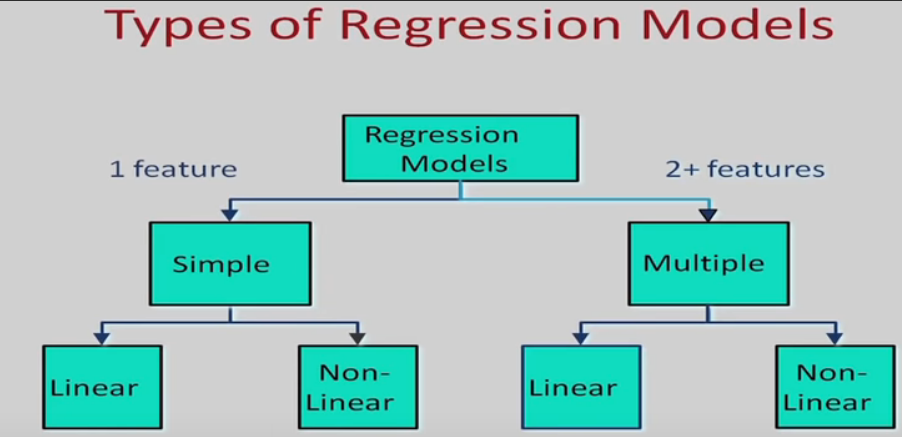 Types of Regression Models
Regression
Models
1 feature
2+ features
Simple
Multiple
Linear
Non-
Linear
Linear
Non-
Linear